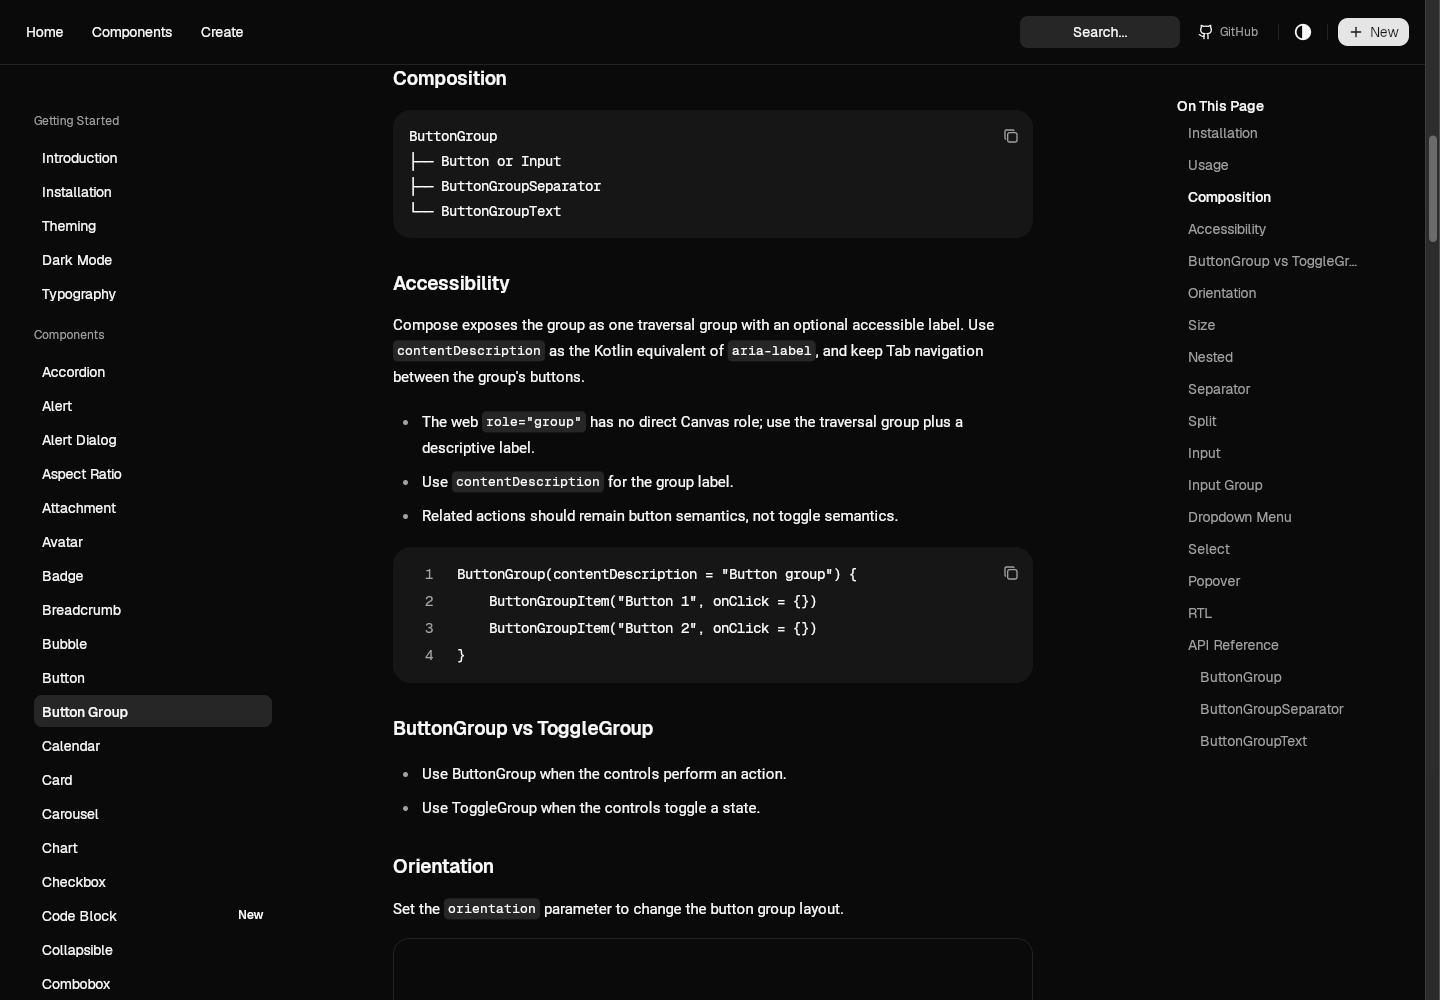 Home
Components
Create
Search...
GitHub
New
Getting Started
Introduction
Installation
Theming
Dark Mode
Typography
Components
Accordion
Alert
Alert Dialog
Aspect Ratio
Attachment
Avatar
Badge
Breadcrumb
Bubble
Button
Button Group
Calendar
Card
Carousel
Chart
Checkbox
Code Block New
Collapsible
Combobox
Composition
ButtonGroup
├── Button or Input
├── ButtonGroupSeparator
└── ButtonGroupText
Accessibility
Compose exposes the group as one traversal group with an optional accessible label. Use
contentDescription as the Kotlin equivalent of aria-label, and keep Tab navigation
between the group's buttons.
• The web role="group" has no direct Canvas role; use the traversal group plus a
descriptive label.
• Use contentDescription for the group label.
• Related actions should remain button semantics, not toggle semantics.
1 ButtonGroup(contentDescription = "Button group") {
2     ButtonGroupItem("Button 1", onClick = {})
3     ButtonGroupItem("Button 2", onClick = {})
4 }
ButtonGroup vs ToggleGroup
• Use ButtonGroup when the controls perform an action.
• Use ToggleGroup when the controls toggle a state.
Orientation
Set the orientation parameter to change the button group layout.
On This Page
Installation
Usage
Composition
Accessibility
ButtonGroup vs ToggleGr...
Orientation
Size
Nested
Separator
Split
Input
Input Group
Dropdown Menu
Select
Popover
RTL
API Reference
ButtonGroup
ButtonGroupSeparator
ButtonGroupText